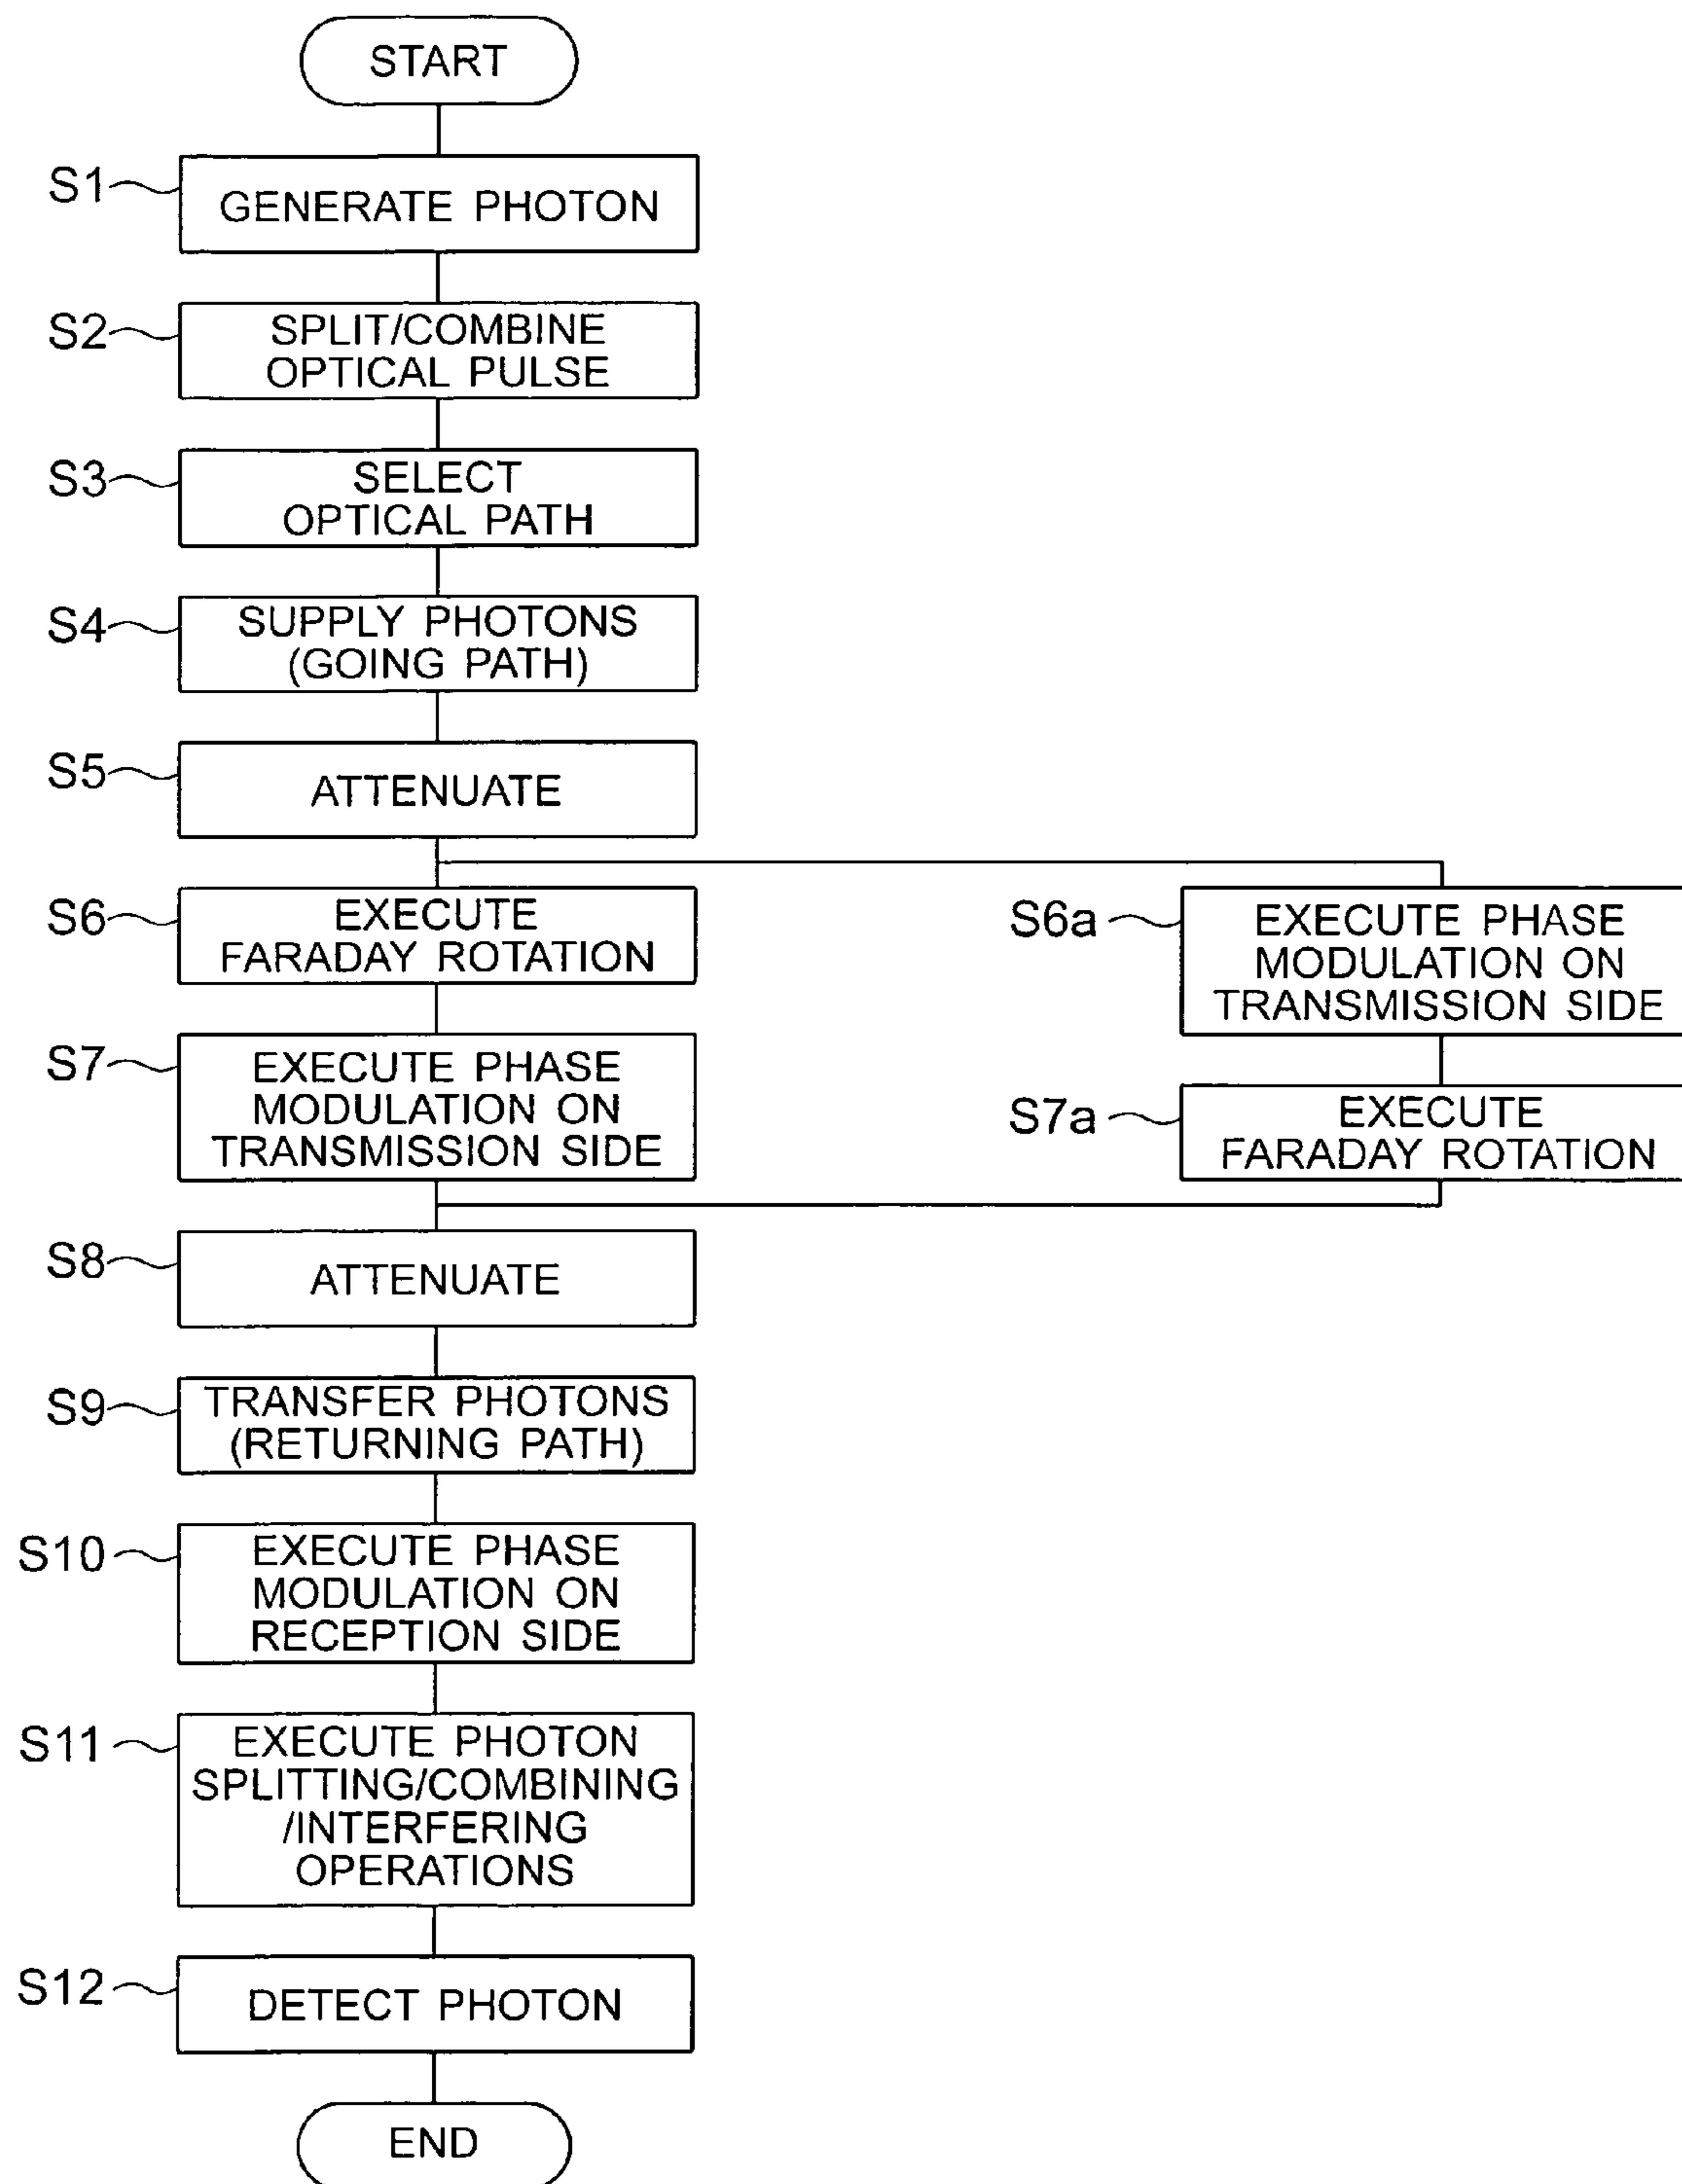 START
S1
GENERATE PHOTON
S2
SPLIT/COMBINE
OPTICAL PULSE
S3
SELECT
OPTICAL PATH
S4
SUPPLY PHOTONS
(GOING PATH)
S5
ATTENUATE
S6
EXECUTE
FARADAY ROTATION
S6a
EXECUTE PHASE
MODULATION ON
TRANSMISSION SIDE
S7
EXECUTE PHASE
MODULATION ON
TRANSMISSION SIDE
S7a
EXECUTE
FARADAY ROTATION
S8
ATTENUATE
S9
TRANSFER PHOTONS
(RETURNING PATH)
S10
EXECUTE PHASE
MODULATION ON
RECEPTION SIDE
S11
EXECUTE PHOTON
SPLITTING/COMBINING
/INTERFERING
OPERATIONS
S12
DETECT PHOTON
END